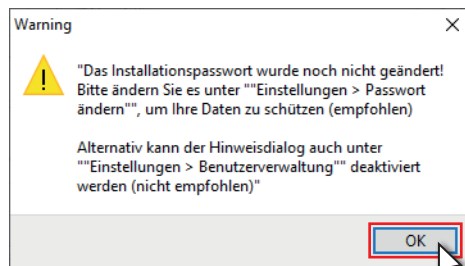 Warning
"Das Installationspasswort wurde noch nicht geändert!
Bitte ändern Sie es unter ""Einstellungen > Passwort
ändern"", um Ihre Daten zu schützen (empfohlen)
Alternativ kann der Hinweisdialog auch unter
""Einstellungen > Benutzerverwaltung"" deaktiviert
werden (nicht empfohlen)"
OK